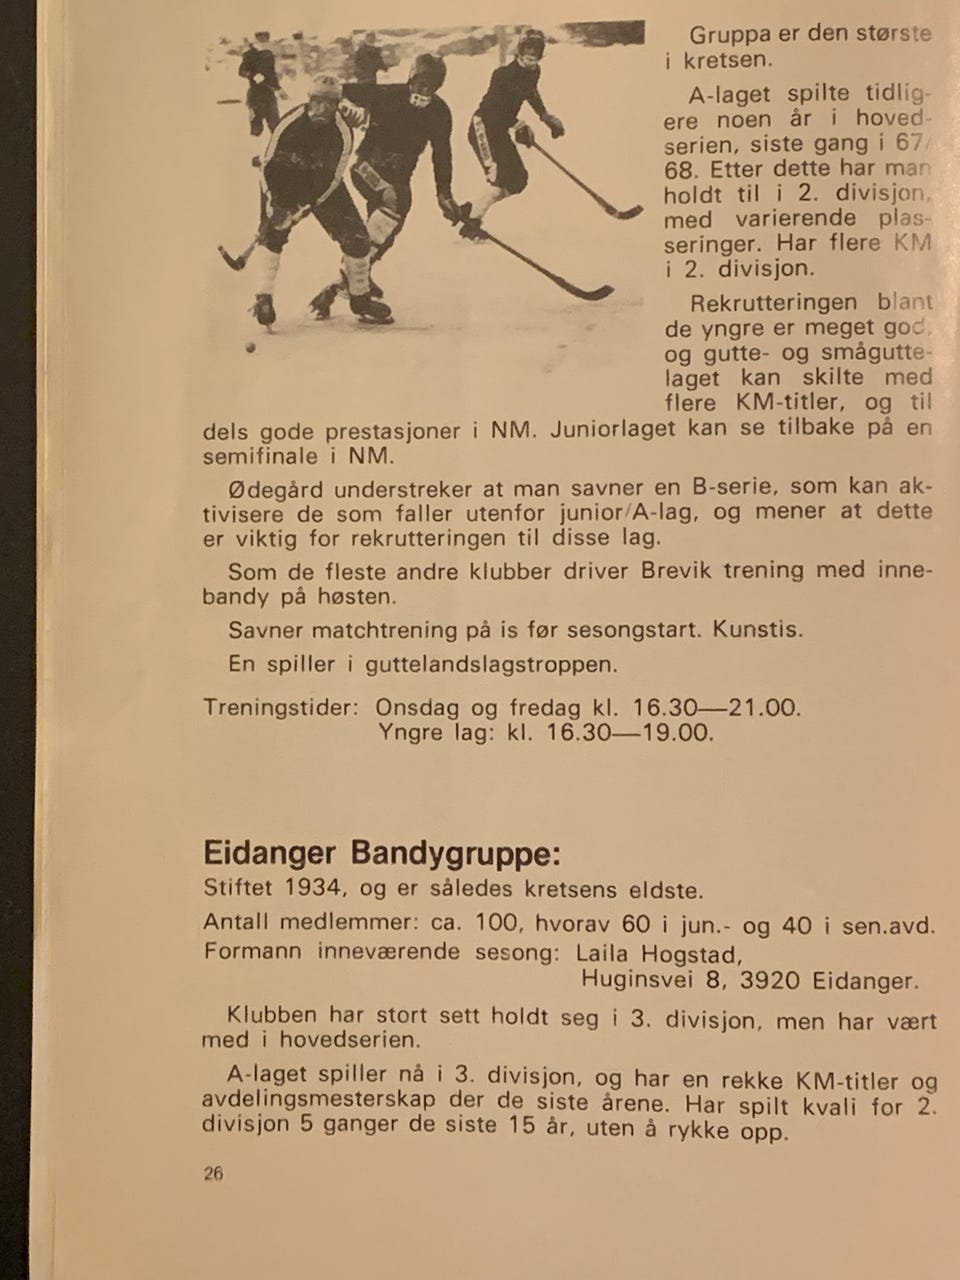 Gruppa er den største
i kretsen.
A-laget spilte tidlig-
ere noen år i hoved-
serien, siste gang i 67/
68. Etter dette har man
holdt til i 2. divisjon,
med varierende plas-
seringer. Har flere KM
i 2. divisjon.
Rekrutteringen blant
de yngre er meget god,
og gutte- og smågutte-
laget kan skilte med
flere KM-titler, og til
dels gode prestasjoner i NM. Juniorlaget kan se tilbake på en
semifinale i NM.
Ødegård understreker at man savner en B-serie, som kan ak-
tivisere de som faller utenfor junior/A-lag, og mener at dette
er viktig for rekrutteringen til disse lag.
Som de fleste andre klubber driver Brevik trening med inne-
bandy på høsten.
Savner matchtrening på is før sesongstart. Kunstis.
En spiller i guttelandslagstroppen.
Treningstider: Onsdag og fredag kl. 16.30—21.00.
Yngre lag: kl. 16.30—19.00.
Eidanger Bandygruppe:
Stiftet 1934, og er således kretsens eldste.
Antall medlemmer: ca. 100, hvorav 60 i jun.- og 40 i sen.avd.
Formann inneværende sesong: Laila Hogstad,
Huginsvei 8, 3920 Eidanger.
Klubben har stort sett holdt seg i 3. divisjon, men har vært
med i hovedserien.
A-laget spiller nå i 3. divisjon, og har en rekke KM-titler og
avdelingsmesterskap der de siste årene. Har spilt kvali for 2.
divisjon 5 ganger de siste 15 år, uten å rykke opp.
26